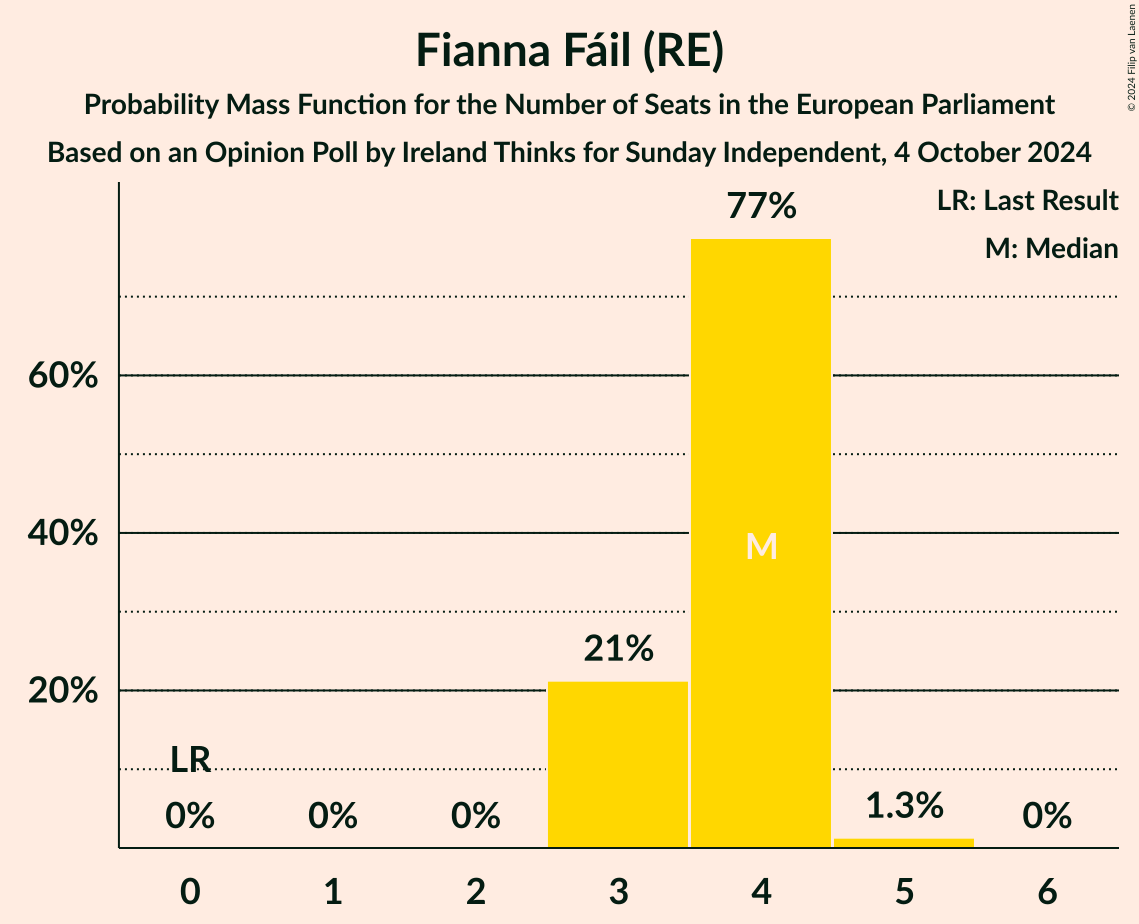 Fianna Fáil (RE)
Probability Mass Function for the Number of Seats in the European Parliament
Based on an Opinion Poll by Ireland Thinks for Sunday Independent, 4 October 2024
© 2024 Filip van Laenen
LR: Last Result
M: Median
77%
60%
40%
M
21%
20%
LR
0%
0%
0%
1.3%
0%
0
1
2
3
4
5
6